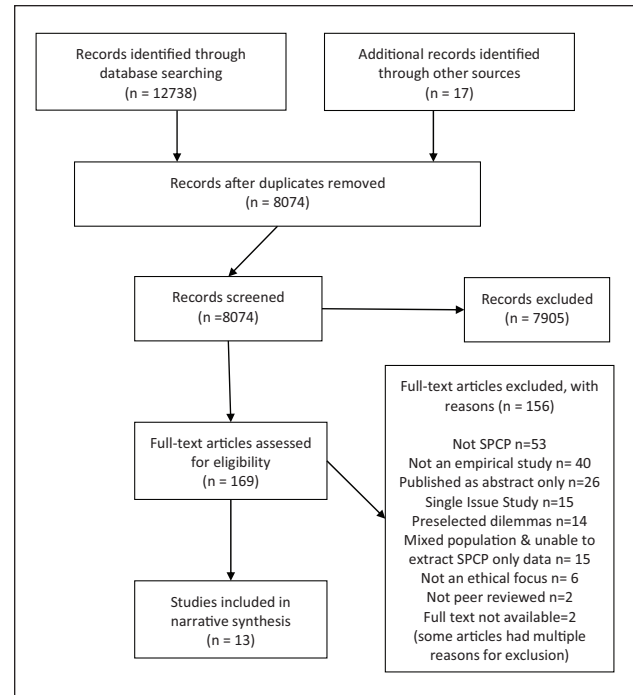 Records identified through
database searching
(n = 12738)
Additional records identified
through other sources
(n = 17)
Records after duplicates removed
(n = 8074)
Records screened
(n =8074)
Records excluded
(n = 7905)
Full-text articles assessed
for eligibility
(n = 169)
Full-text articles excluded, with
reasons (n = 156)
Not SPCP n=53
Not an empirical study n= 40
Published as abstract only n=26
Single Issue Study n=15
Preselected dilemmas n=14
Mixed population & unable to
extract SPCP only data n= 15
Not an ethical focus n= 6
Not peer reviewed n=2
Full text not available=2
(some articles had multiple
reasons for exclusion)
Studies included in
narrative synthesis
(n = 13)